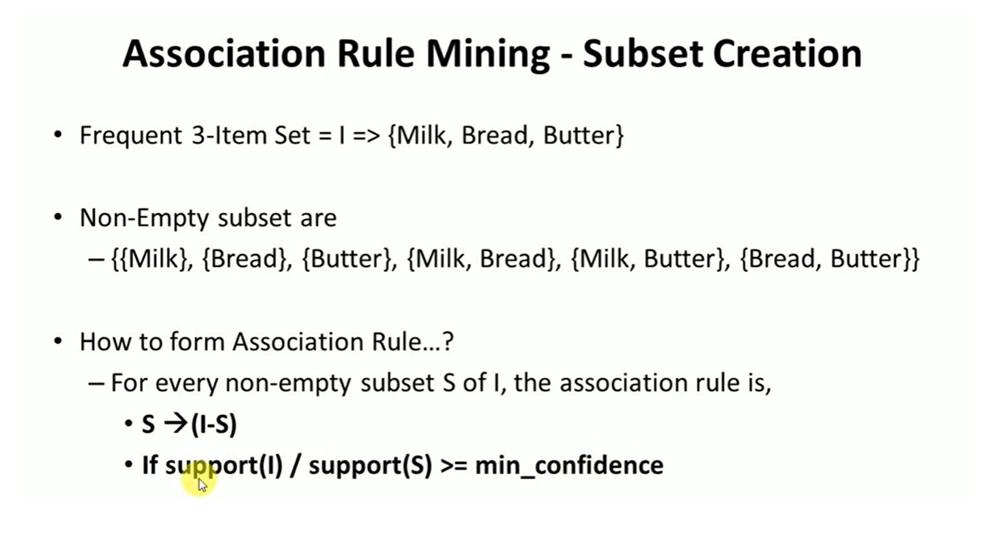 Association Rule Mining - Subset Creation
• Frequent 3-Item Set = I => {Milk, Bread, Butter}
• Non-Empty subset are
– {{Milk}, {Bread}, {Butter}, {Milk, Bread}, {Milk, Butter}, {Bread, Butter}}
• How to form Association Rule...?
– For every non-empty subset S of I, the association rule is,
• S →(I-S)
• If support(I) / support(S) >= min_confidence